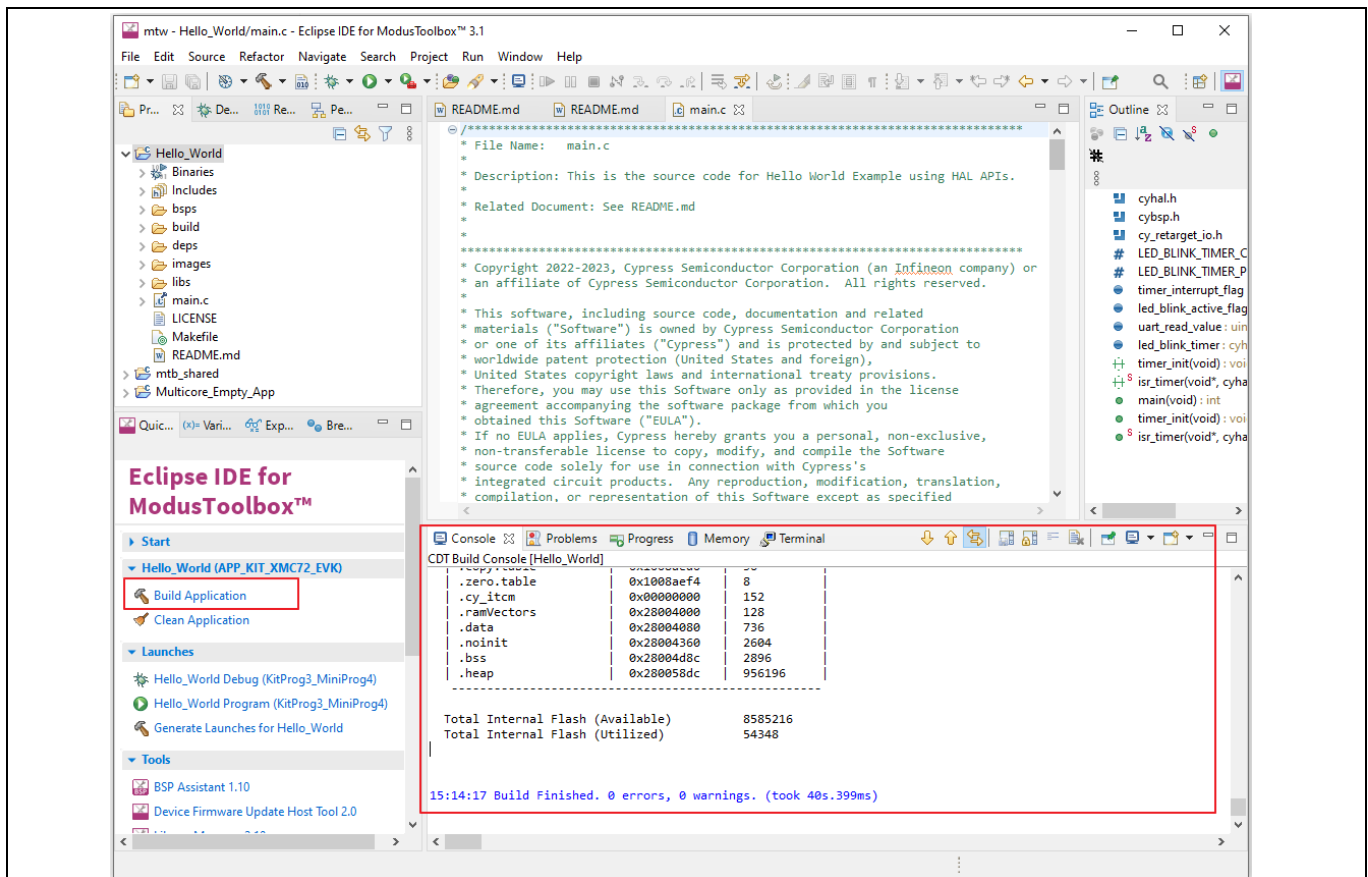 mtw - Hello_World/main.c - Eclipse IDE for ModusToolbox™ 3.1
File Edit Source Refactor Navigate Search Project Run Window Help
Pr... De... Re... Pe...
Hello_World
Binaries
Includes
bsps
build
deps
images
libs
main.c
LICENSE
Makefile
README.md
mtb_shared
Multicore_Empty_App
README.md README.md main.c
/******************************************************************************
* File Name: main.c
*
* Description: This is the source code for Hello World Example using HAL APIs.
*
* Related Document: See README.md
*
*
*******************************************************************************
* Copyright 2022-2023, Cypress Semiconductor Corporation (an Infineon company) or
* an affiliate of Cypress Semiconductor Corporation. All rights reserved.
*
* This software, including source code, documentation and related
* materials ("Software") is owned by Cypress Semiconductor Corporation
* or one of its affiliates ("Cypress") and is protected by and subject to
* worldwide patent protection (United States and foreign),
* United States copyright laws and international treaty provisions.
* Therefore, you may use this Software only as provided in the license
* agreement accompanying the software package from which you
* obtained this Software ("EULA").
* If no EULA applies, Cypress hereby grants you a personal, non-exclusive,
* non-transferable license to copy, modify, and compile the Software
* source code solely for use in connection with Cypress's
* integrated circuit products. Any reproduction, modification, translation,
* compilation, or representation of this Software except as specified
Outline
cyhal.h
cybsp.h
cy_retarget_io.h
LED_BLINK_TIMER_C
LED_BLINK_TIMER_P
timer_interrupt_flag
led_blink_active_flag
uart_read_value : uin
led_blink_timer : cyh
timer_init(void) : voi
isr_timer(void*, cyha
main(void) : int
timer_init(void) : voi
isr_timer(void*, cyha
Quic... (x)= Vari... Exp... Bre...
Eclipse IDE for
ModusToolbox™
Start
Hello_World (APP_KIT_XMC72_EVK)
Build Application
Clean Application
Launches
Hello_World Debug (KitProg3_MiniProg4)
Hello_World Program (KitProg3_MiniProg4)
Generate Launches for Hello_World
Tools
BSP Assistant 1.10
Device Firmware Update Host Tool 2.0
Console Problems Progress Memory Terminal
CDT Build Console [Hello_World]
| .zero.table | 0x1008aef4 | 8 |
| .cy_itcm | 0x00000000 | 152 |
| .ramVectors | 0x28004000 | 128 |
| .data | 0x28004080 | 736 |
| .noinit | 0x28004360 | 2604 |
| .bss | 0x28004d8c | 2896 |
| .heap | 0x280058dc | 956196 |
Total Internal Flash (Available) 8585216
Total Internal Flash (Utilized) 54348
15:14:17 Build Finished. 0 errors, 0 warnings. (took 40s.399ms)